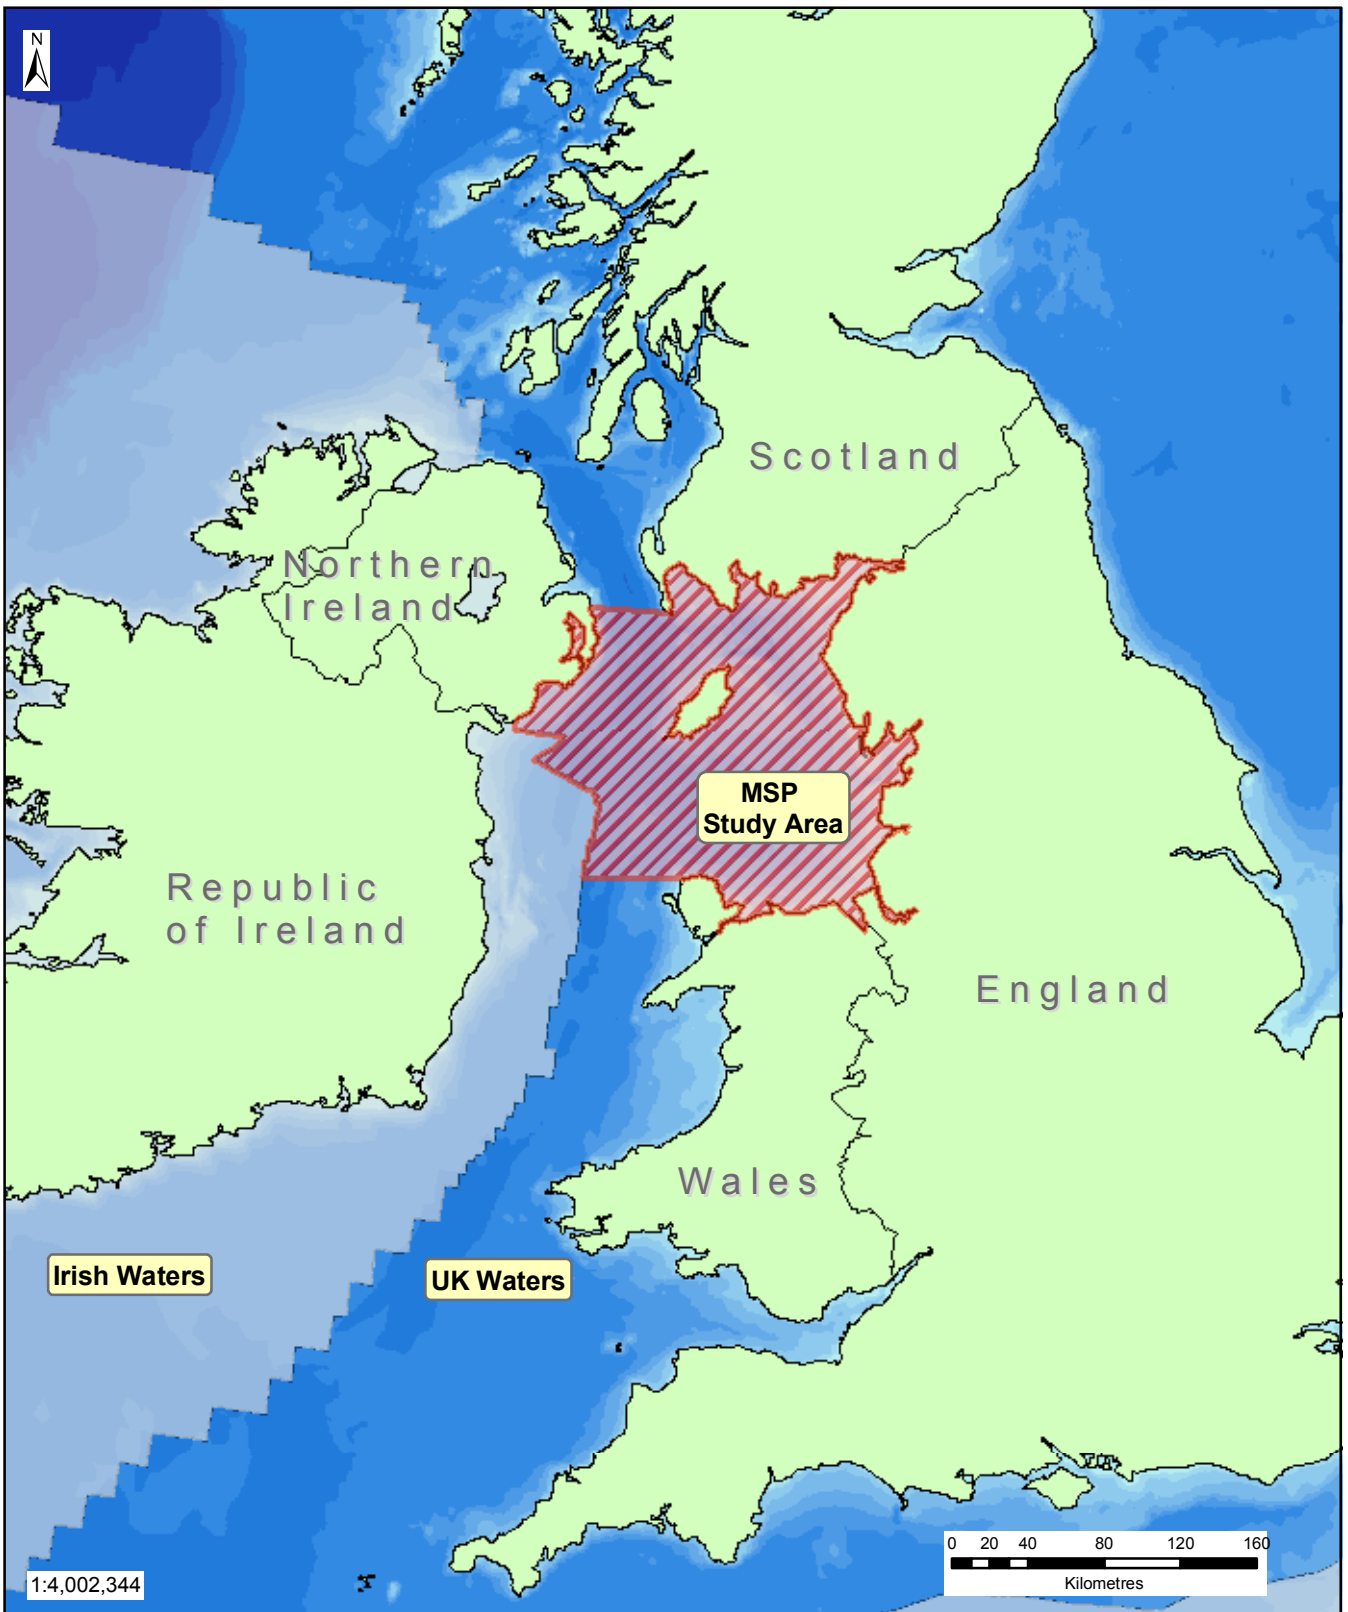 N
Scotland
Northern
Ireland
MSP
Study Area
Republic
of Ireland
England
Wales
Irish Waters
UK Waters
0 20 40 80 120 160
Kilometres
1:4,002,344